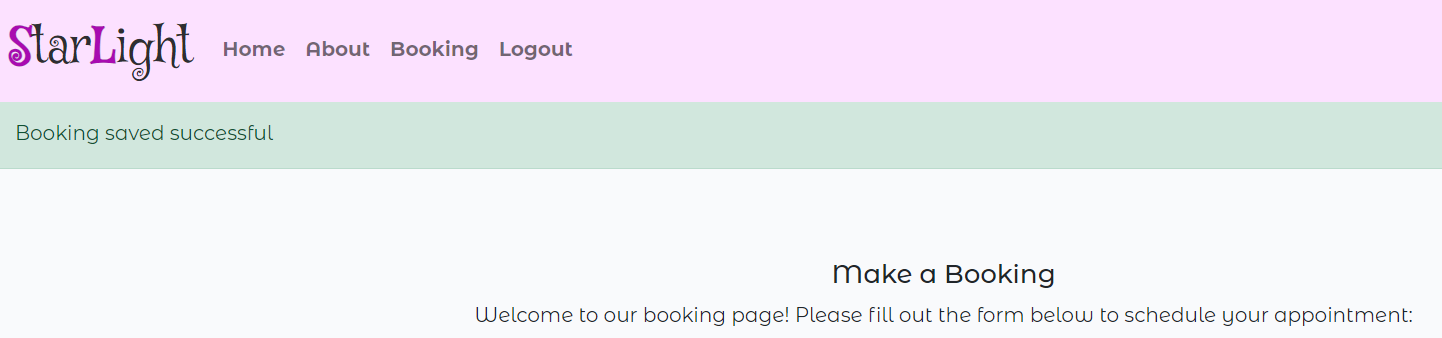 StarLight Home About Booking Logout
Booking saved successful
Make a Booking
Welcome to our booking page! Please fill out the form below to schedule your appointment: